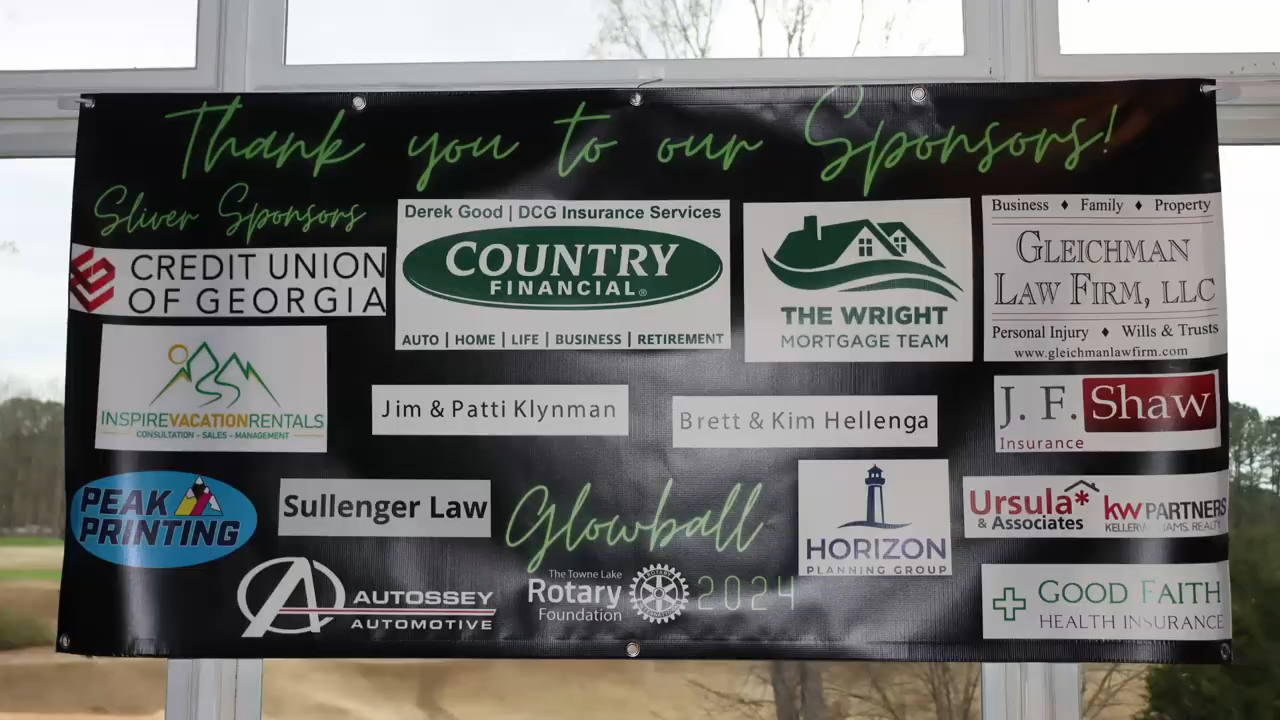 Thank you to our Sponsors!
Sliver Sponsors
CREDIT UNION
OF GEORGIA
Derek Good | DCG Insurance Services
COUNTRY
FINANCIAL®
AUTO | HOME | LIFE | BUSINESS | RETIREMENT
THE WRIGHT
MORTGAGE TEAM
Business ♦ Family ♦ Property
GLEICHMAN
LAW FIRM, LLC
Personal Injury ♦ Wills & Trusts
www.gleichmanlawfirm.com
INSPIREVACATIONRENTALS
CONSULTATION - SALES - MANAGEMENT
Jim & Patti Klynman
Brett & Kim Hellenga
J. F. Shaw
Insurance
PEAK
PRINTING
Sullenger Law
Glowball
HORIZON
PLANNING GROUP
Ursula*
& Associates
kw PARTNERS
KELLERWILLIAMS. REALTY
AUTOSSEY
AUTOMOTIVE
The Towne Lake
Rotary
Foundation
2024
GOOD FAITH
HEALTH INSURANCE